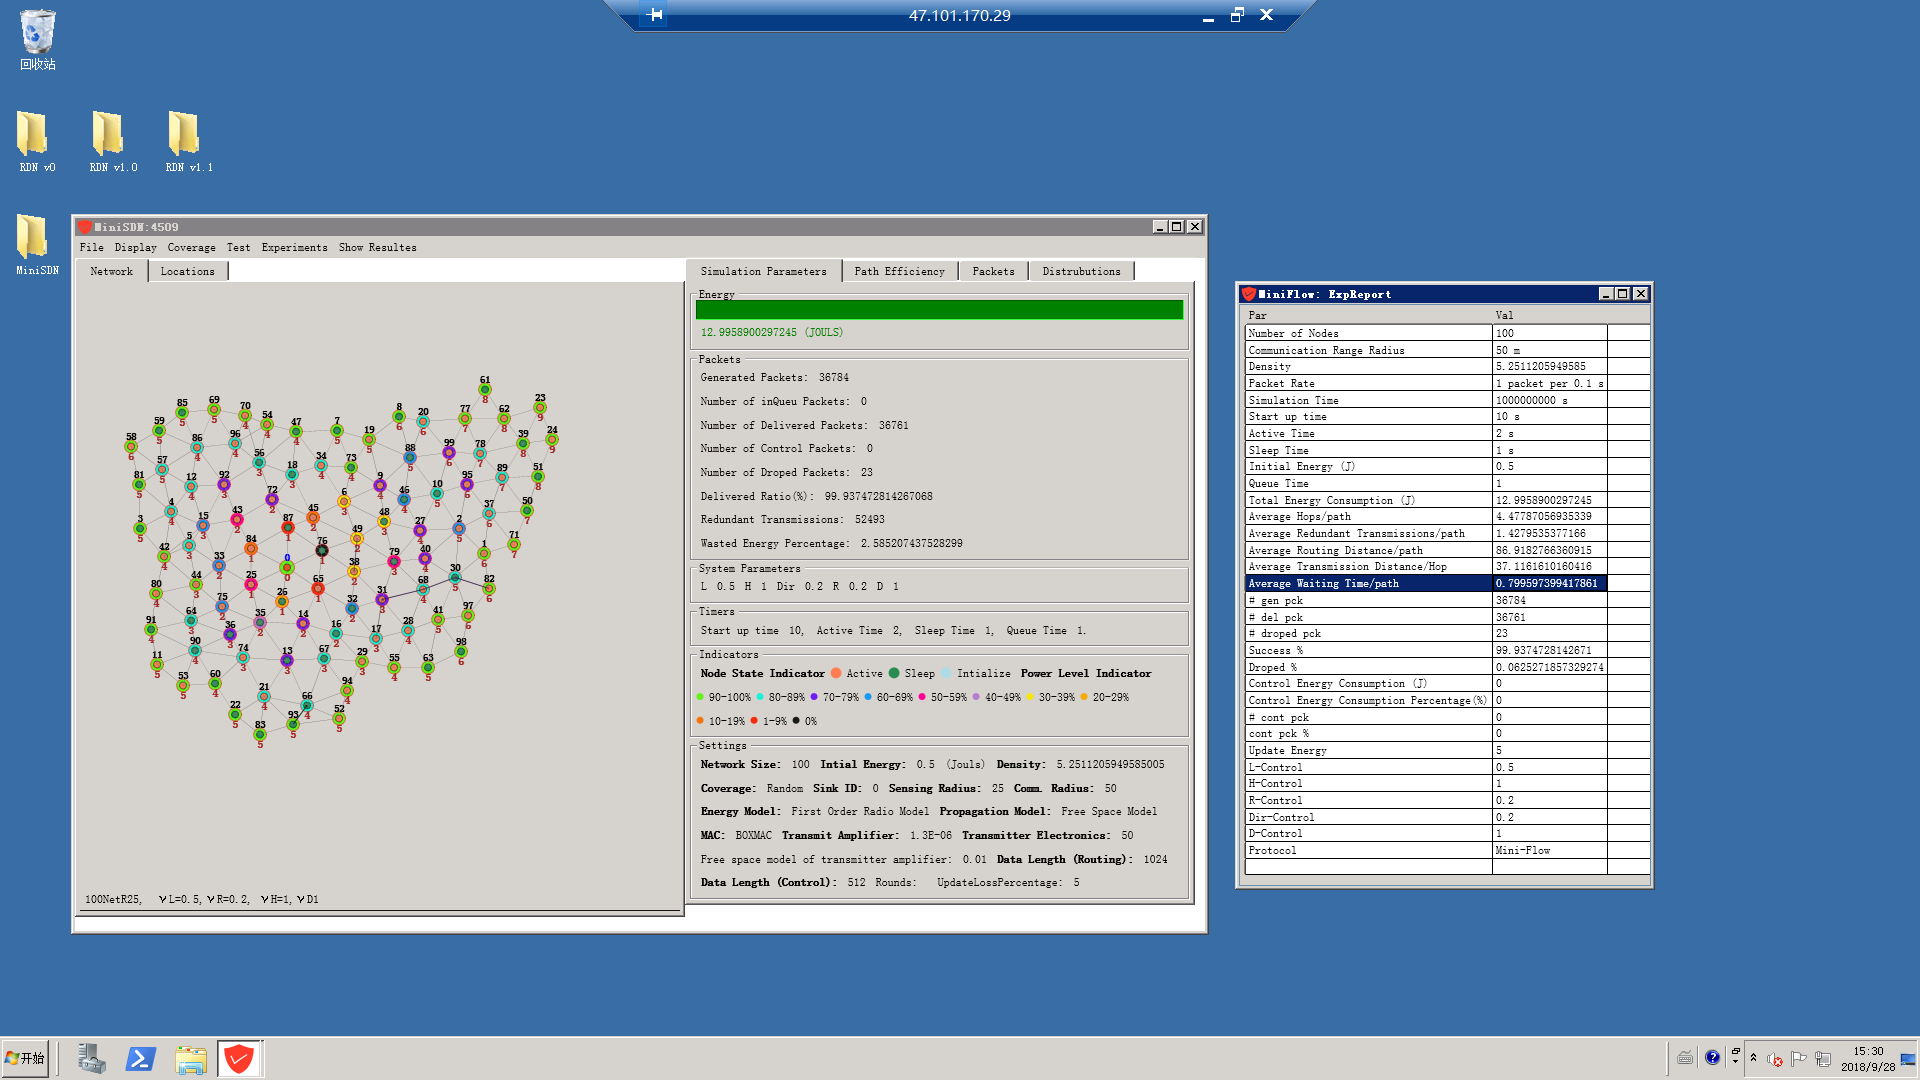 47.101.170.29
回收站
RDN v0
RDN v1.0
RDN v1.1
MiniSDN
MiniSDN:4509
File Display Coverage Test Experiments Show Resultes
Network Locations
Simulation Parameters Path Efficiency Packets Distrubutions
Energy
12.9958900297245 (JOULS)
Packets
Generated Packets: 36784
Number of inQueu Packets: 0
Number of Delivered Packets: 36761
Number of Control Packets: 0
Number of Droped Packets: 23
Delivered Ratio(%): 99.937472814267068
Redundant Transmissions: 52493
Wasted Energy Percentage: 2.585207437528299
System Parameters
L 0.5 H 1 Dir 0.2 R 0.2 D 1
Timers
Start up time 10, Active Time 2, Sleep Time 1, Queue Time 1.
Indicators
Node State Indicator Active Sleep Intialize Power Level Indicator
90-100% 80-89% 70-79% 60-69% 50-59% 40-49% 30-39% 20-29%
10-19% 1-9% 0%
Settings
Network Size: 100 Intial Energy: 0.5 (Jouls) Density: 5.2511205949585005
Coverage: Random Sink ID: 0 Sensing Radius: 25 Comm. Radius: 50
Energy Model: First Order Radio Model Propagation Model: Free Space Model
MAC: BOXMAC Transmit Amplifier: 1.3E-06 Transmitter Electronics: 50
Free space model of transmitter amplifier: 0.01 Data Length (Routing): 1024
Data Length (Control): 512 Rounds: UpdateLossPercentage: 5
100NetR25, γL=0.5, γR=0.2, γH=1, γD1
MiniFlow: ExpReport
Par Val
Number of Nodes 100
Communication Range Radius 50 m
Density 5.2511205949585
Packet Rate 1 packet per 0.1 s
Simulation Time 1000000000 s
Start up time 10 s
Active Time 2 s
Sleep Time 1 s
Initial Energy (J) 0.5
Queue Time 1
Total Energy Consumption (J) 12.9958900297245
Average Hops/path 4.47787056935339
Average Redundant Transmissions/path 1.4279535377166
Average Routing Distance/path 86.9182766360915
Average Transmission Distance/Hop 37.1161610160416
Average Waiting Time/path 0.799597399417861
# gen pck 36784
# del pck 36761
# droped pck 23
Success % 99.9374728142671
Droped % 0.0625271857329274
Control Energy Consumption (J) 0
Control Energy Consumption Percentage(%) 0
# cont pck 0
cont pck % 0
Update Energy 5
L-Control 0.5
H-Control 1
R-Control 0.2
Dir-Control 0.2
D-Control 1
Protocol Mini-Flow
开始
15:30
2018/9/28